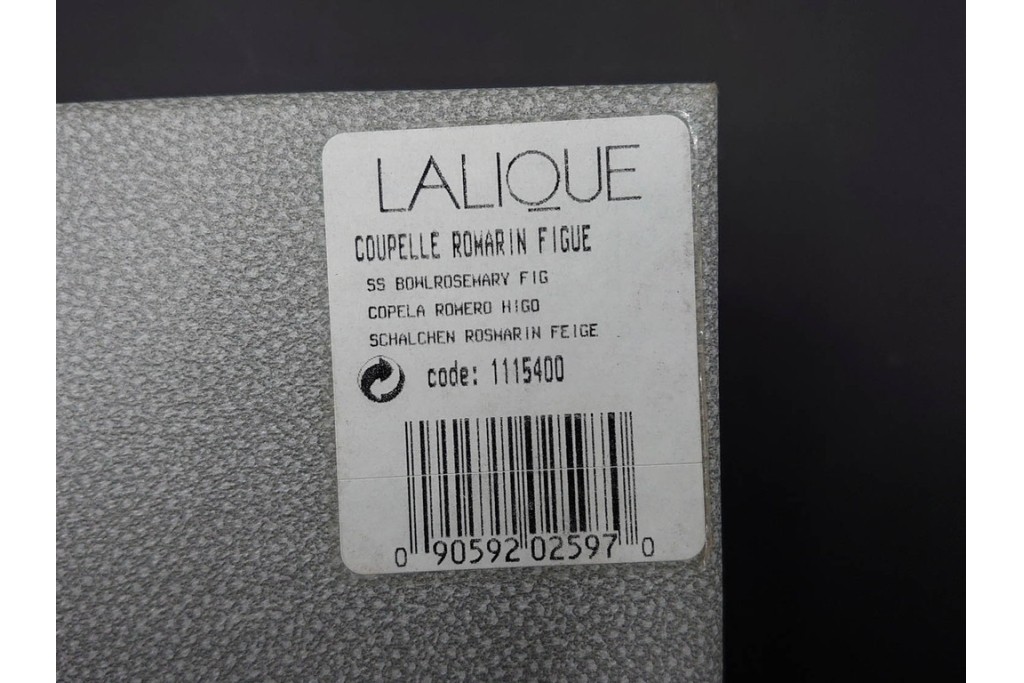 LALIQUE
COUPELLE ROMARIN FIGUE
SS BOWLROSEMARY FIG
COPELA ROMERO HIGO
SCHALCHEN ROSMARIN FEIGE
code: 1115400
0 90592 02597 0